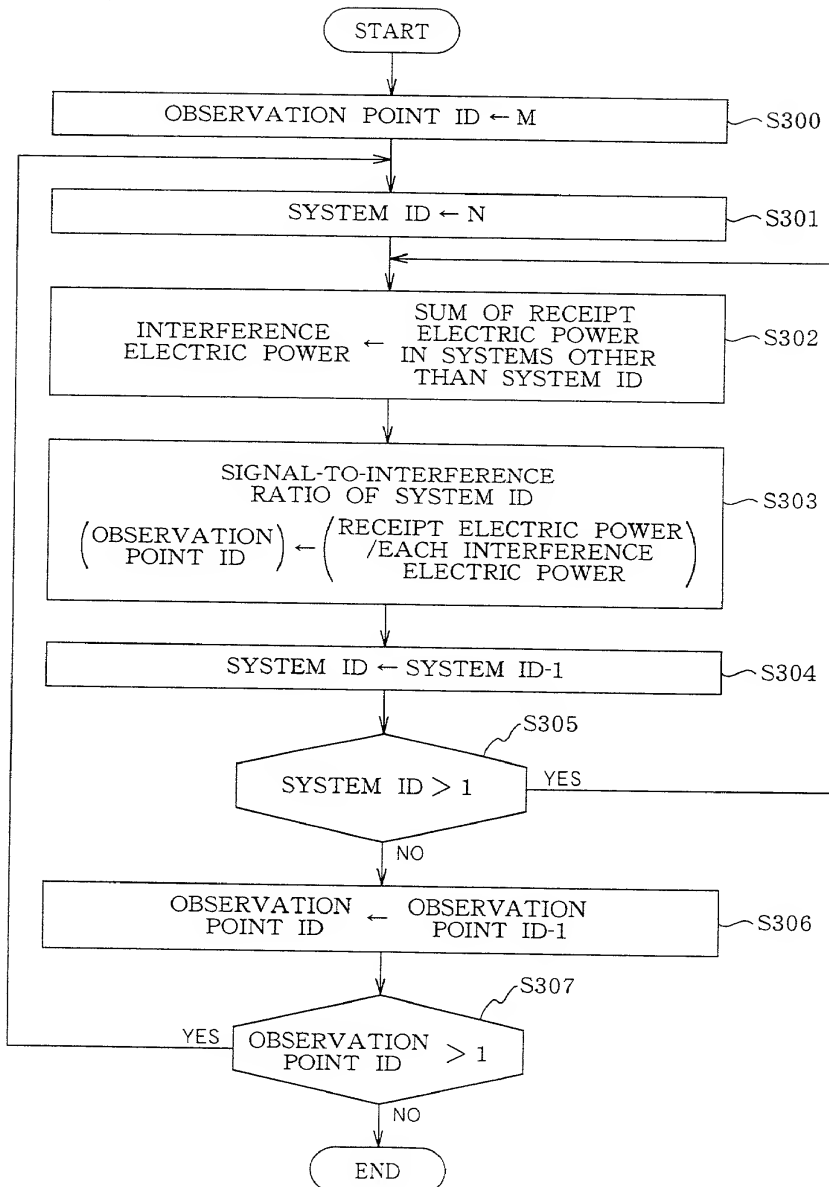 START
OBSERVATION POINT ID ← M
S300
SYSTEM ID ← N
S301
INTERFERENCE
ELECTRIC POWER
←
SUM OF RECEIPT
ELECTRIC POWER
IN SYSTEMS OTHER
THAN SYSTEM ID
S302
SIGNAL-TO-INTERFERENCE
RATIO OF SYSTEM ID
(OBSERVATION
POINT ID)
←
(RECEIPT ELECTRIC POWER
/EACH INTERFERENCE
ELECTRIC POWER)
S303
SYSTEM ID ← SYSTEM ID-1
S304
S305
SYSTEM ID > 1
YES
NO
OBSERVATION
POINT ID
←
OBSERVATION
POINT ID-1
S306
S307
YES
OBSERVATION
POINT ID
> 1
NO
END